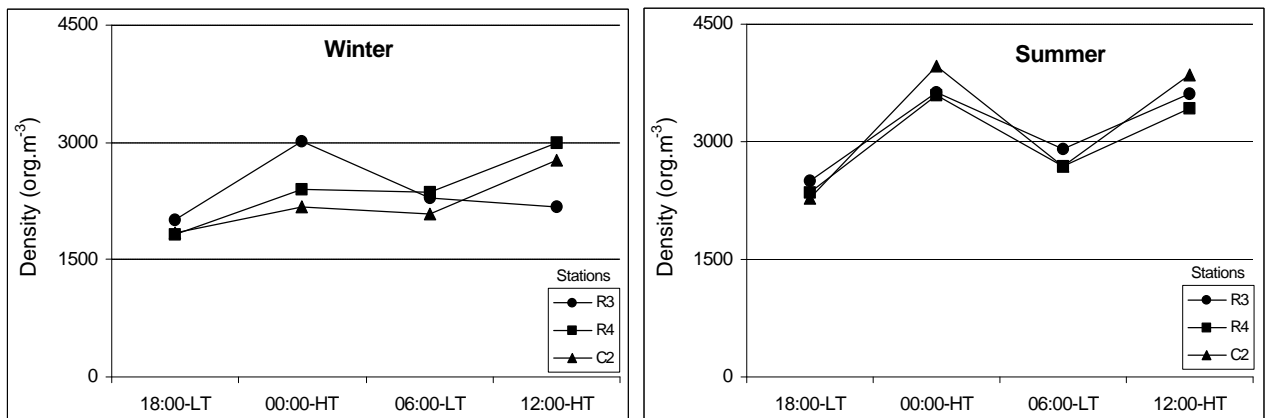 Winter
Density (org.m-3)
4500
3000
1500
0
18:00-LT 00:00-HT 06:00-LT 12:00-HT
Stations
R3
R4
C2
Summer
Density (org.m-3)
4500
3000
1500
0
18:00-LT 00:00-HT 06:00-LT 12:00-HT
Stations
R3
R4
C2